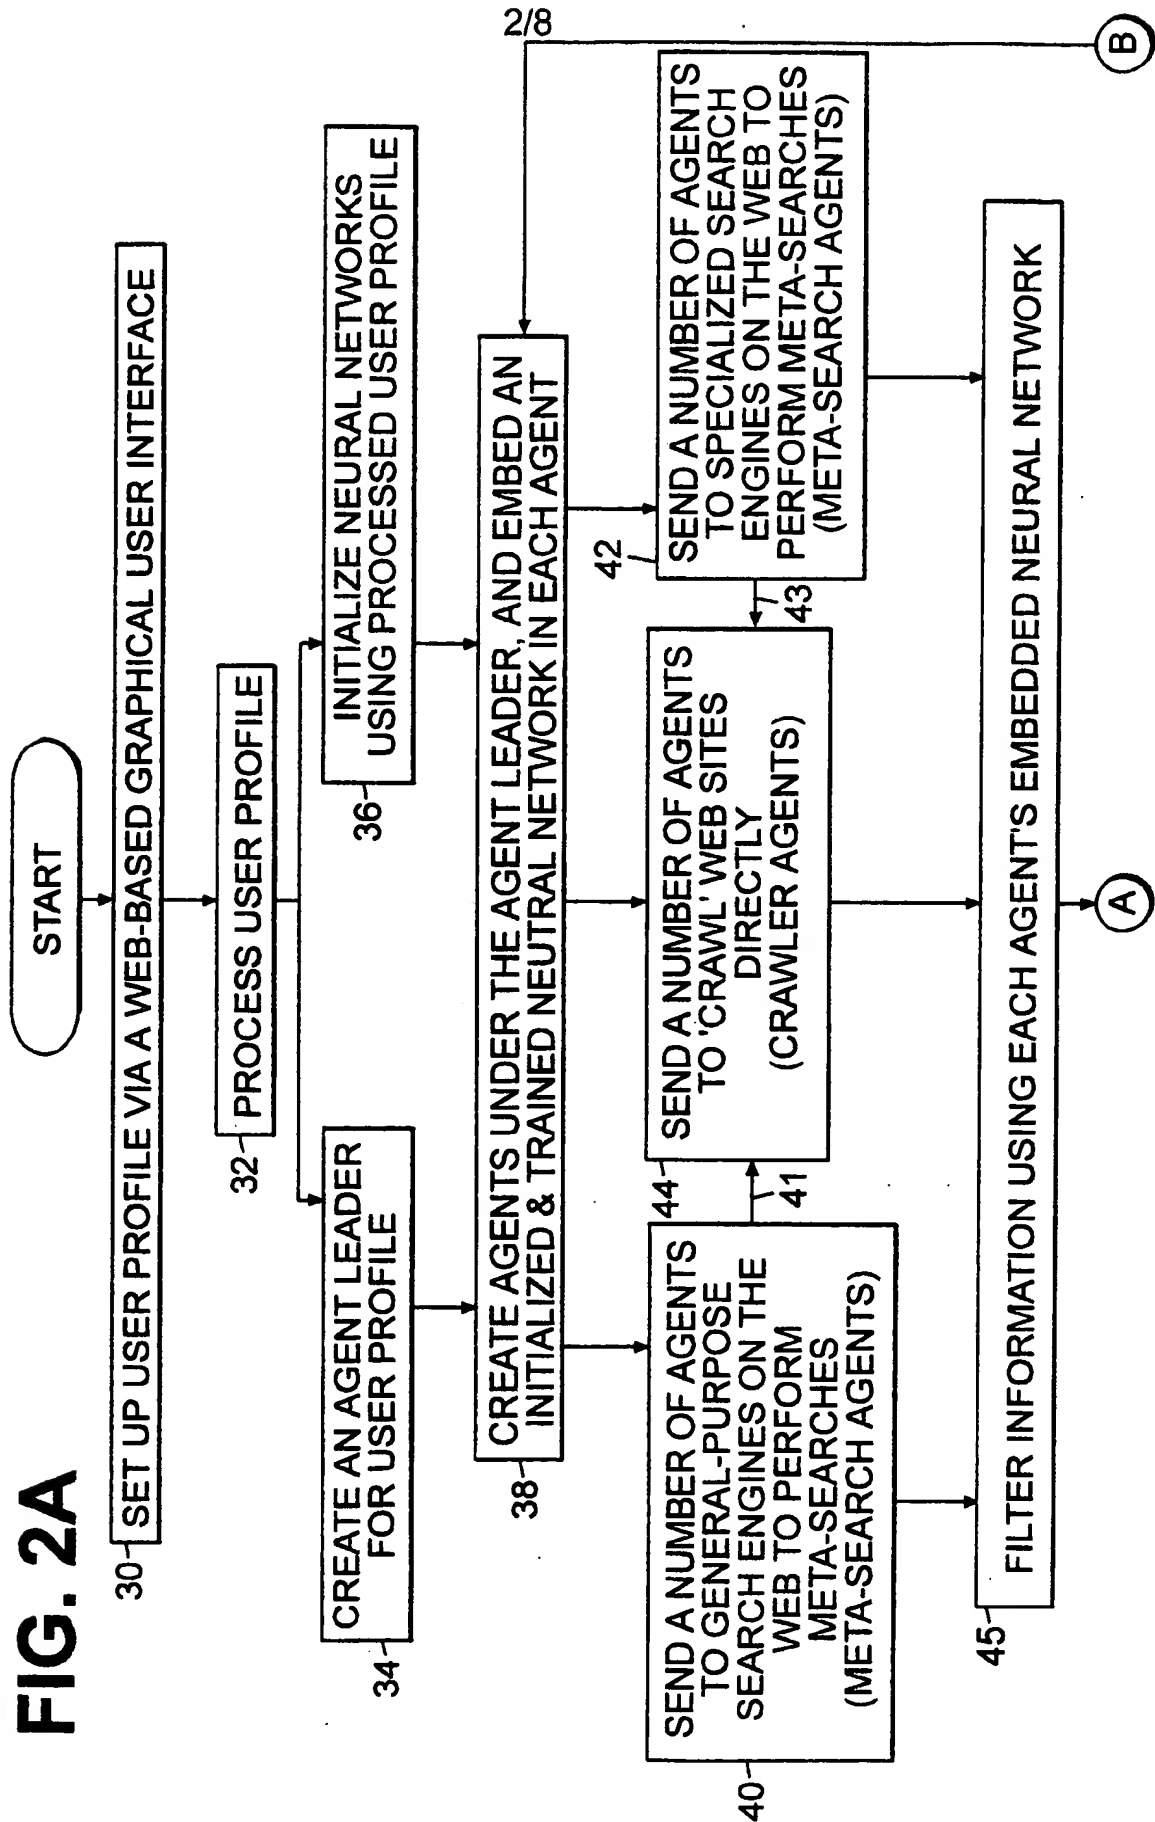 2/8
FIG. 2A
START
30
SET UP USER PROFILE VIA A WEB-BASED GRAPHICAL USER INTERFACE
32
PROCESS USER PROFILE
CREATE AN AGENT LEADER
FOR USER PROFILE
34
INITIALIZE NEURAL NETWORKS
USING PROCESSED USER PROFILE
36
CREATE AGENTS UNDER THE AGENT LEADER, AND EMBED AN
INITIALIZED & TRAINED NEUTRAL NETWORK IN EACH AGENT
38
SEND A NUMBER OF AGENTS
TO GENERAL-PURPOSE
SEARCH ENGINES ON THE
WEB TO PERFORM
META-SEARCHES
(META-SEARCH AGENTS)
40
41
44
SEND A NUMBER OF AGENTS
TO 'CRAWL' WEB SITES
DIRECTLY
(CRAWLER AGENTS)
43
42
SEND A NUMBER OF AGENTS
TO SPECIALIZED SEARCH
ENGINES ON THE WEB TO
PERFORM META-SEARCHES
(META-SEARCH AGENTS)
45
FILTER INFORMATION USING EACH AGENT'S EMBEDDED NEURAL NETWORK
A
B